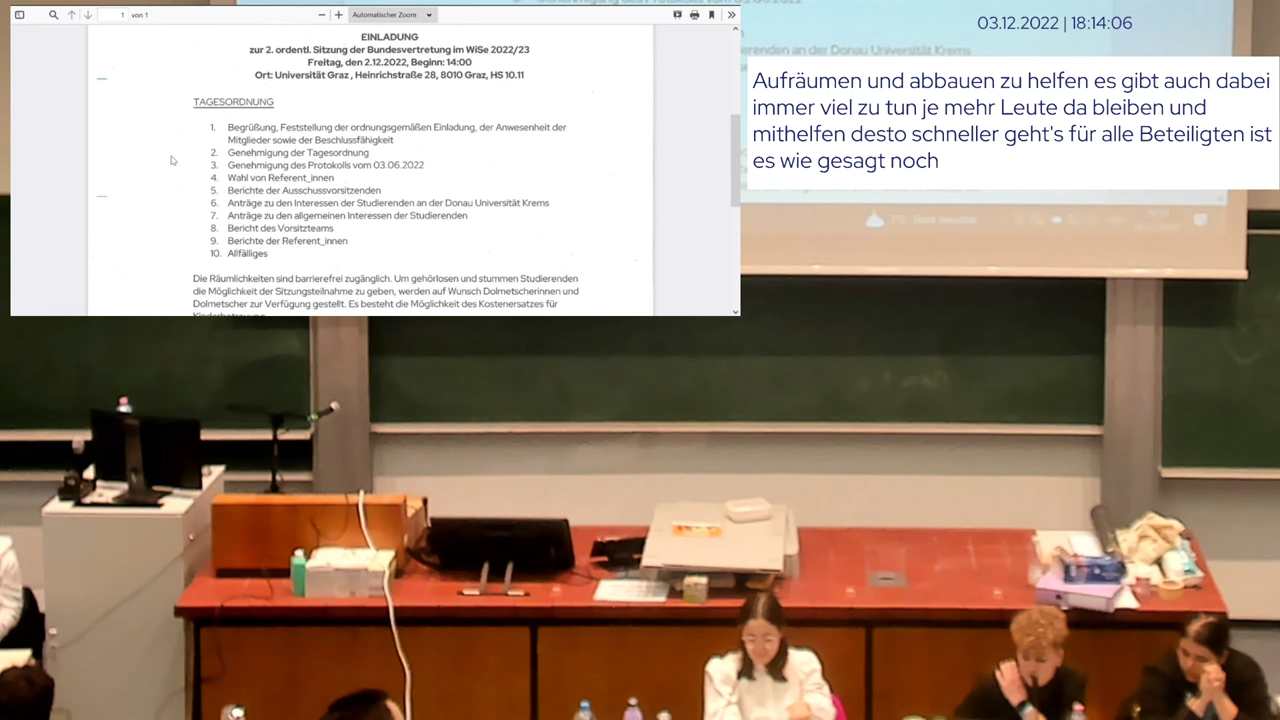 1 von 1
Automatischer Zoom
EINLADUNG
zur 2. ordentl. Sitzung der Bundesvertretung im WiSe 2022/23
Freitag, den 2.12.2022, Beginn: 14:00
Ort: Universität Graz , Heinrichstraße 28, 8010 Graz, HS 10.11
TAGESORDNUNG
1. Begrüßung, Feststellung der ordnungsgemäßen Einladung, der Anwesenheit der
Mitglieder sowie der Beschlussfähigkeit
2. Genehmigung der Tagesordnung
3. Genehmigung des Protokolls vom 03.06.2022
4. Wahl von Referent_innen
5. Berichte der Ausschussvorsitzenden
6. Anträge zu den Interessen der Studierenden an der Donau Universität Krems
7. Anträge zu den allgemeinen Interessen der Studierenden
8. Bericht des Vorsitzteams
9. Berichte der Referent_innen
10. Allfälliges
Die Räumlichkeiten sind barrierefrei zugänglich. Um gehörlosen und stummen Studierenden
die Möglichkeit der Sitzungsteilnahme zu geben, werden auf Wunsch Dolmetscherinnen und
Dolmetscher zur Verfügung gestellt. Es besteht die Möglichkeit des Kostenersatzes für
03.12.2022 | 18:14:06
erenden an der Donau Universität Krems
Aufräumen und abbauen zu helfen es gibt auch dabei
immer viel zu tun je mehr Leute da bleiben und
mithelfen desto schneller geht's für alle Beteiligten ist
es wie gesagt noch